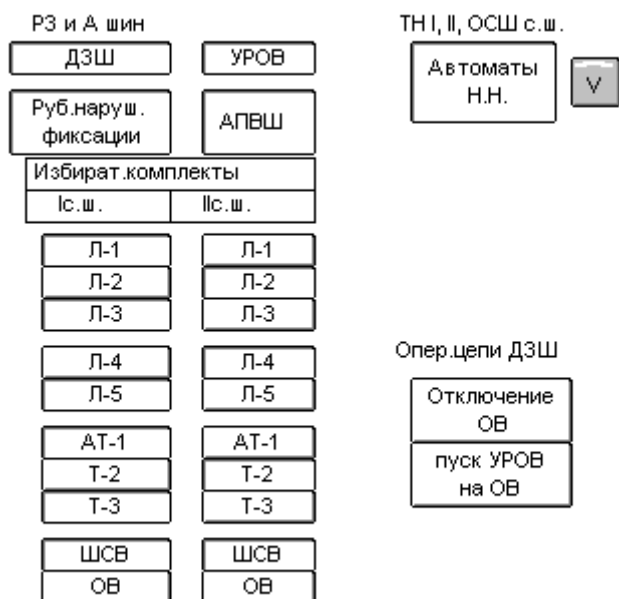 РЗ и А шин
ДЗШ
УРОВ
Руб.наруш.
фиксации
АПВШ
Избират.комплекты
Iс.ш.
IIс.ш.
Л-1
Л-1
Л-2
Л-2
Л-3
Л-3
Л-4
Л-4
Л-5
Л-5
АТ-1
АТ-1
Т-2
Т-2
Т-3
Т-3
ШСВ
ШСВ
ОВ
ОВ
ТН I, II, ОСШ с.ш.
Автоматы
Н.Н.
V
Опер.цепи ДЗШ
Отключение
ОВ
пуск УРОВ
на ОВ